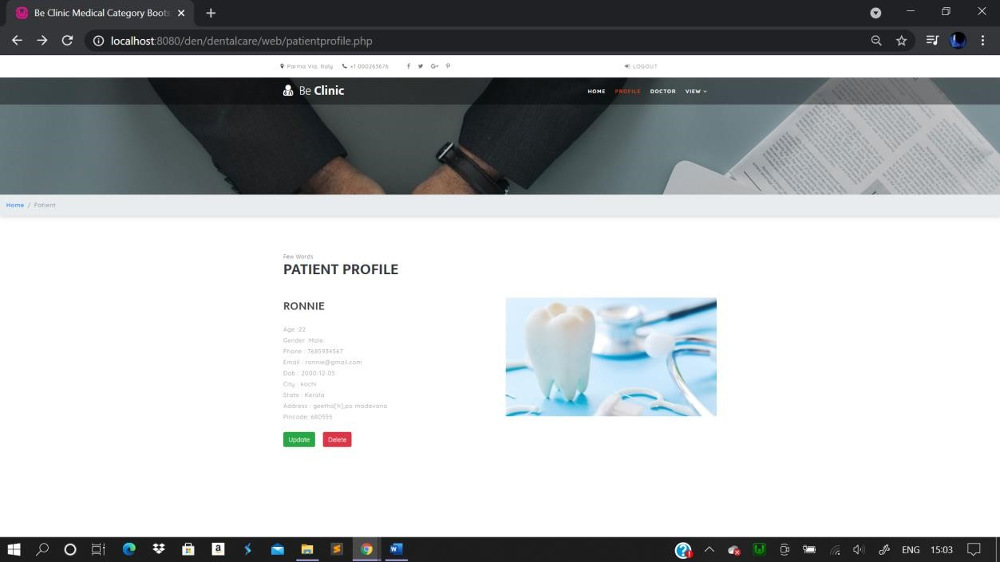 Be Clinic Medical Category Boots
localhost:8080/den/dentalcare/web/patientprofile.php
Parma Via, Italy +1 000263676 LOGOUT
Be Clinic HOME PROFILE DOCTOR VIEW
Home / Patient
Few Words
PATIENT PROFILE
RONNIE
Age :22
Gender :Male
Phone : 7685934567
Email : ronnie@gmail.com
Dob : 2000-12-05
City : kochi
State : Kerala
Address : geetha[h],po madavana
Pincode: 680555
Update Delete
ENG 15:03